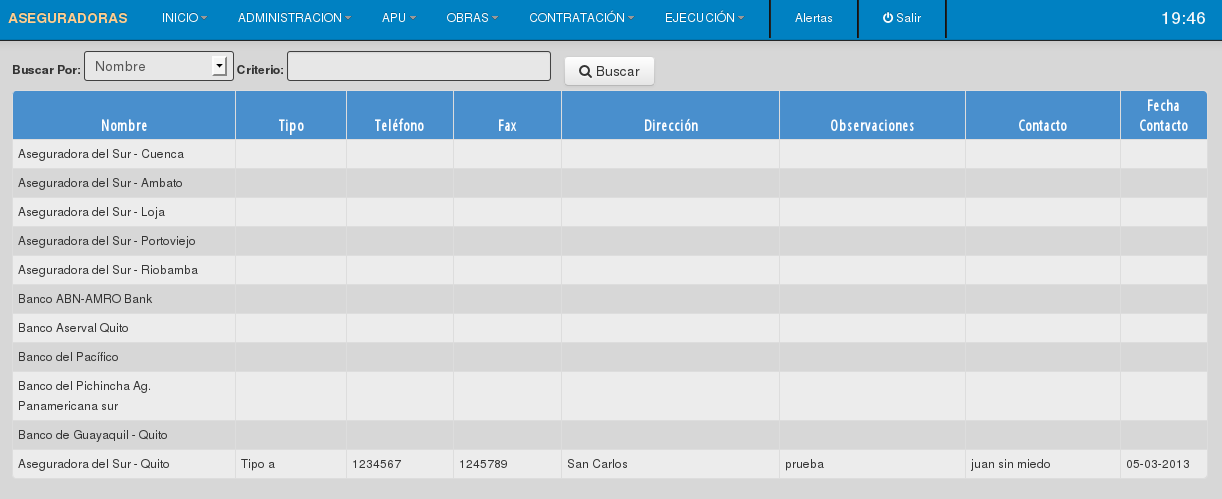 ASEGURADORAS INICIO ADMINISTRACION APU OBRAS CONTRATACIÓN EJECUCIÓN Alertas Salir 19:46
Buscar Por: Nombre Criterio: Buscar
Nombre Tipo Teléfono Fax Dirección Observaciones Contacto Fecha Contacto
Aseguradora del Sur - Cuenca
Aseguradora del Sur - Ambato
Aseguradora del Sur - Loja
Aseguradora del Sur - Portoviejo
Aseguradora del Sur - Riobamba
Banco ABN-AMRO Bank
Banco Aserval Quito
Banco del Pacífico
Banco del Pichincha Ag.
Panamericana sur
Banco de Guayaquil - Quito
Aseguradora del Sur - Quito Tipo a 1234567 1245789 San Carlos prueba juan sin miedo 05-03-2013